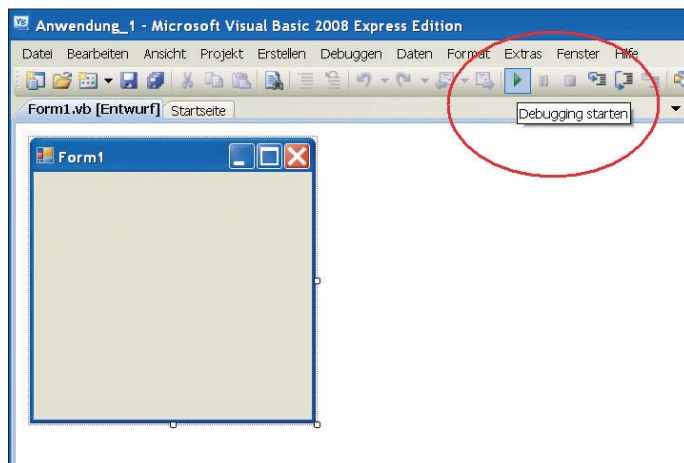 Anwendung_1 - Microsoft Visual Basic 2008 Express Edition
Datei Bearbeiten Ansicht Projekt Erstellen Debuggen Daten Format Extras Fenster Hilfe
Form1.vb [Entwurf] Startseite
Debugging starten
Form1